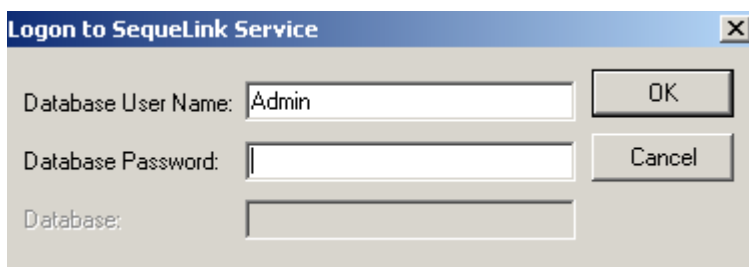 Logon to SequeLink Service
Database User Name: Admin OK
Database Password: Cancel
Database: